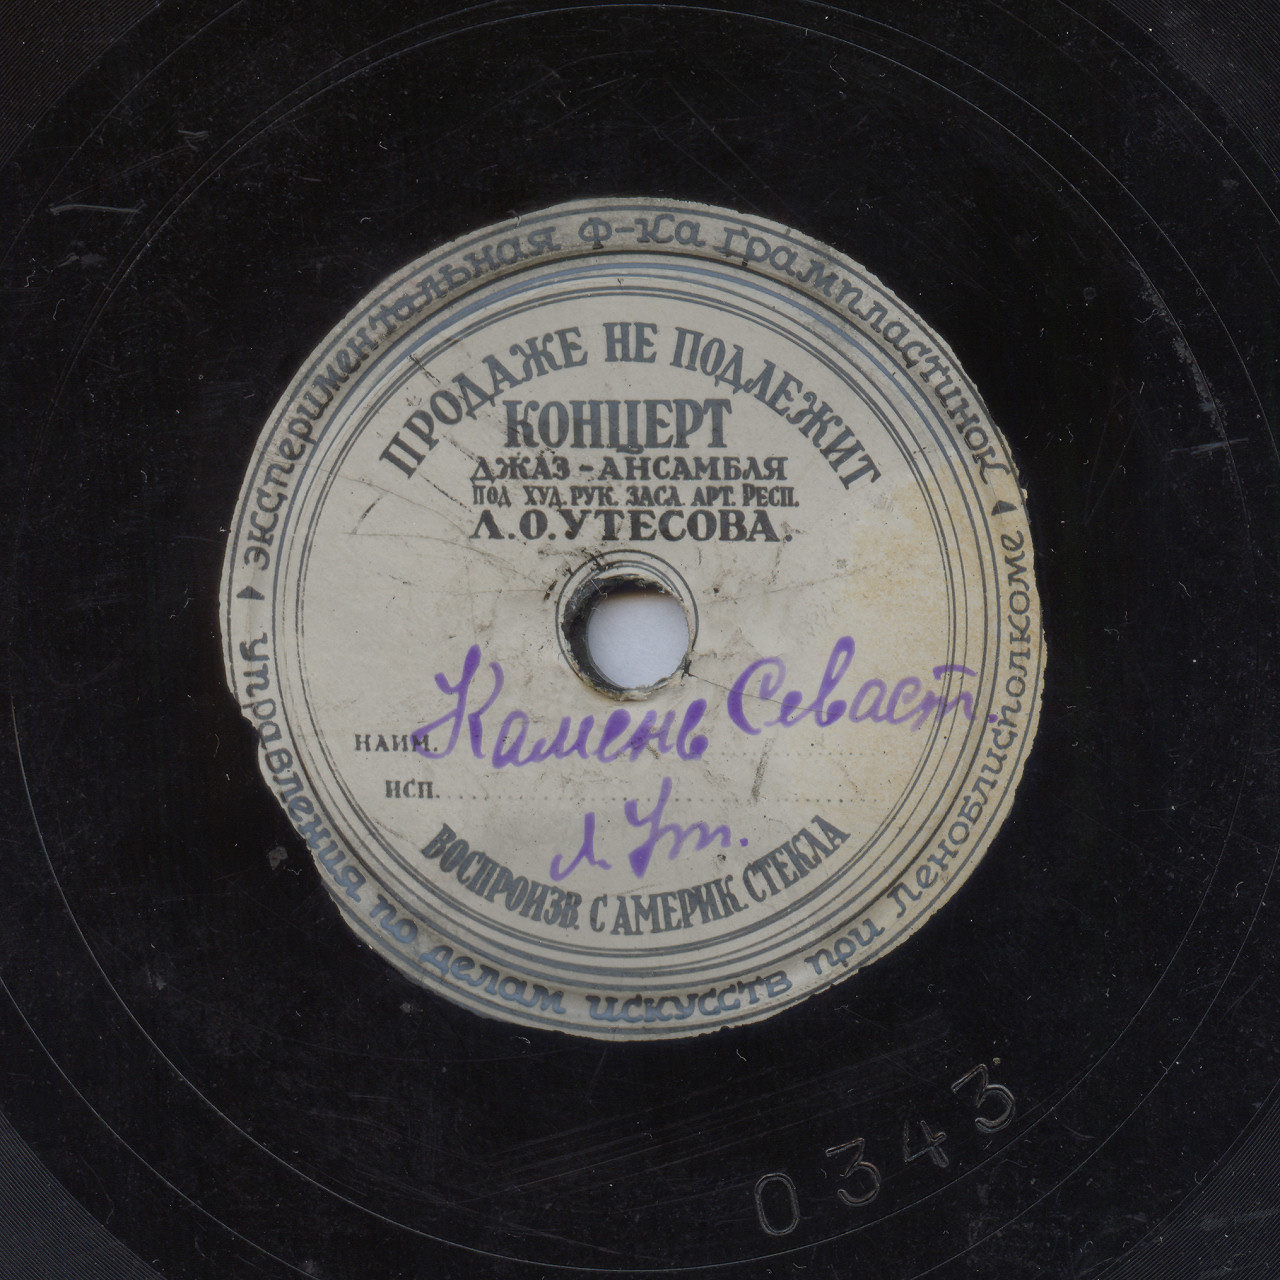 экспериментальная ф-ка грампластинок
управления по делам искусств при Леноблисполкоме
ПРОДАЖЕ НЕ ПОДЛЕЖИТ
КОНЦЕРТ
ДЖАЗ-АНСАМБЛЯ
ПОД ХУД. РУК. ЗАСЛ. АРТ. РЕСП.
Л. О. УТЕСОВА.
НАИМ. Камень Севаст.
ИСП.
Л. Ут.
ВОСПРОИЗВ. С АМЕРИК. СТЕКЛА
0343